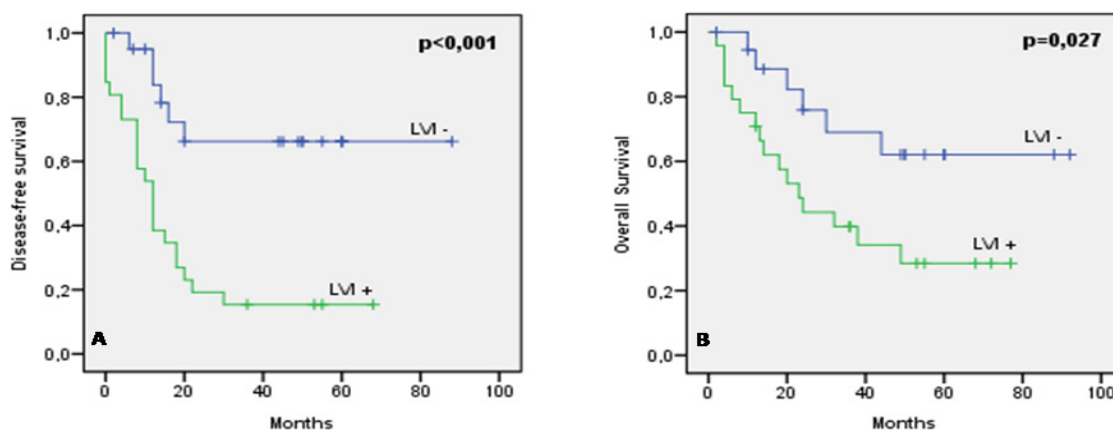 p<0,001
1,0
0,8
0,6
0,4
0,2
0,0
Disease-free survival
LVI -
LVI +
A
0
20
40
60
80
100
Months
p=0,027
1,0
0,8
0,6
0,4
0,2
0,0
Overall Survival
LVI -
LVI +
B
0
20
40
60
80
100
Months